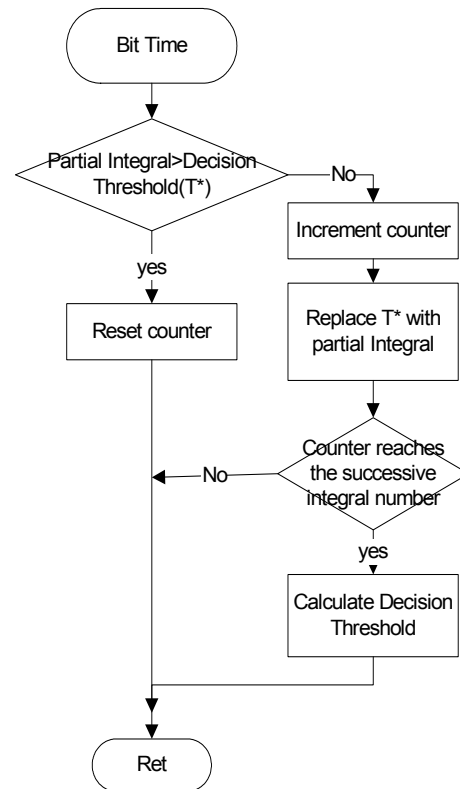 Bit Time
Partial Integral>Decision
Threshold(T*)
No
Increment counter
yes
Reset counter
Replace T* with
partial Integral
Counter reaches
the successive
integral number
No
yes
Calculate Decision
Threshold
Ret